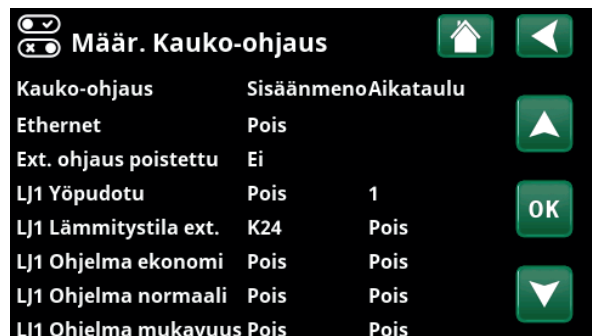 Määr. Kauko-ohjaus
Kauko-ohjaus SisäänmenoAikataulu
Ethernet Pois
Ext. ohjaus poistettu Ei
LJ1 Yöpudotu Pois 1
OK
LJ1 Lämmitystila ext. K24 Pois
LJ1 Ohjelma ekonomi Pois Pois
LJ1 Ohjelma normaali Pois Pois
LJ1 Ohjelma mukavuus Pois Pois